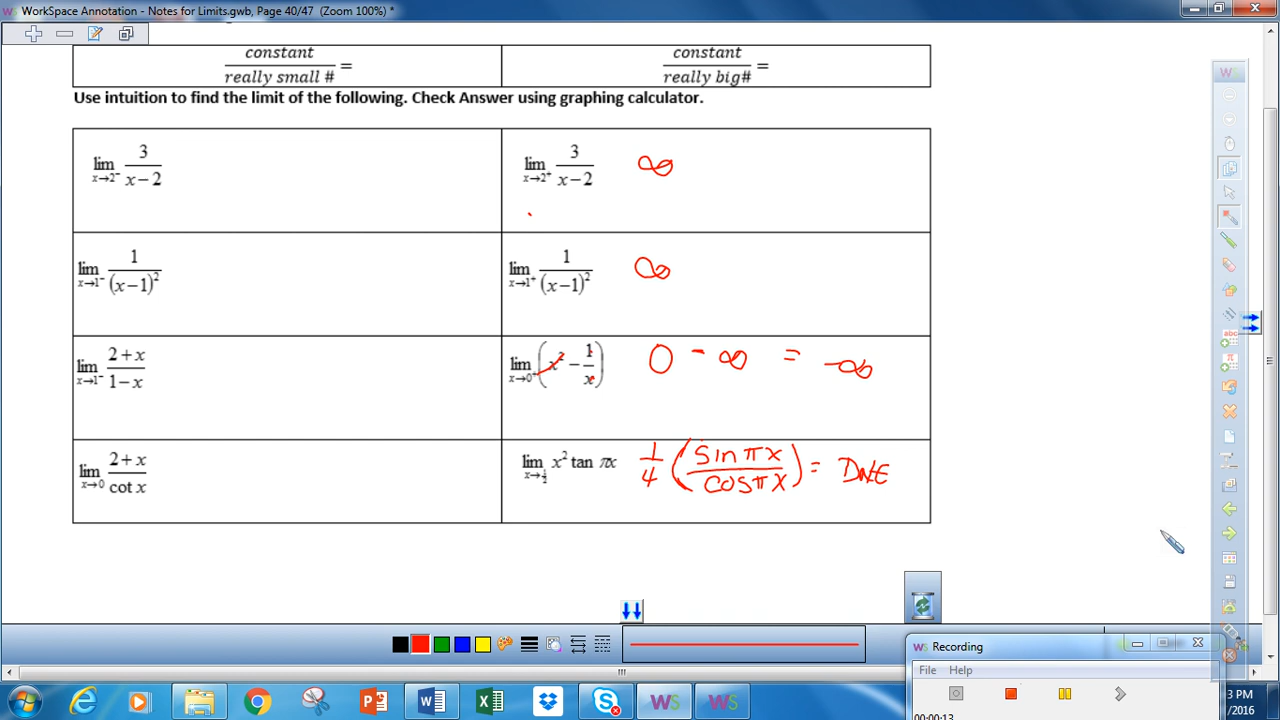 WorkSpace Annotation - Notes for Limits.gwb, Page 40/47 (Zoom 100%) *
constant / really small # =
constant / really big# =
Use intuition to find the limit of the following. Check Answer using graphing calculator.
lim x→2⁻ 3/(x−2)
lim x→2⁺ 3/(x−2) ∞
lim x→1⁻ 1/(x−1)²
lim x→1⁺ 1/(x−1)² ∞
lim x→1⁻ (2+x)/(1−x)
lim x→0⁺ (x² − 1/x) 0 - ∞ = -∞
lim x→0 (2+x)/cot x
lim x→½ x² tan πx 1/4 (sin πx / cos πx) = DNE
WS Recording
File Help
00:00:13
3 PM
/2016